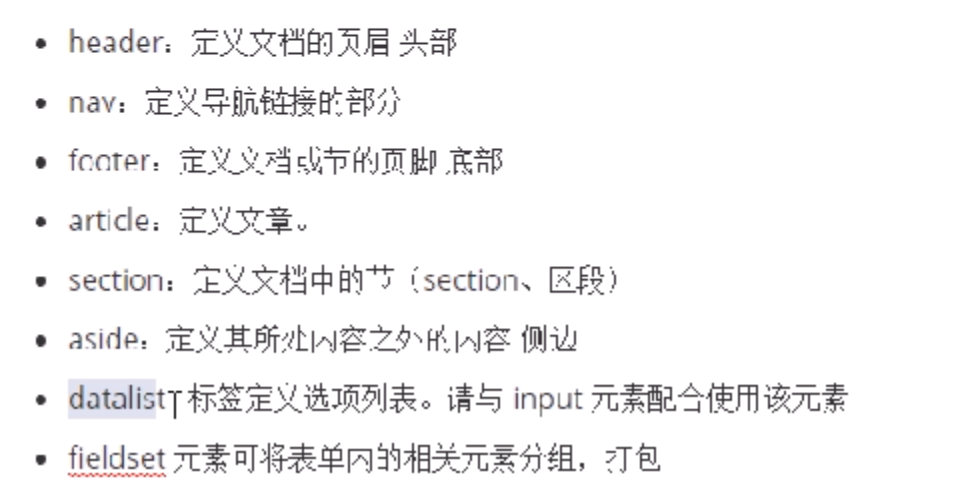 header：定义文档的页眉 头部
nav：定义导航链接的部分
footer：定义文档或节的页脚 底部
article：定义文章。
section：定义文档中的节（section、区段）
aside：定义其所处内容之外的内容 侧边
datalist 标签定义选项列表。请与 input 元素配合使用该元素
fieldset 元素可将表单内的相关元素分组，打包